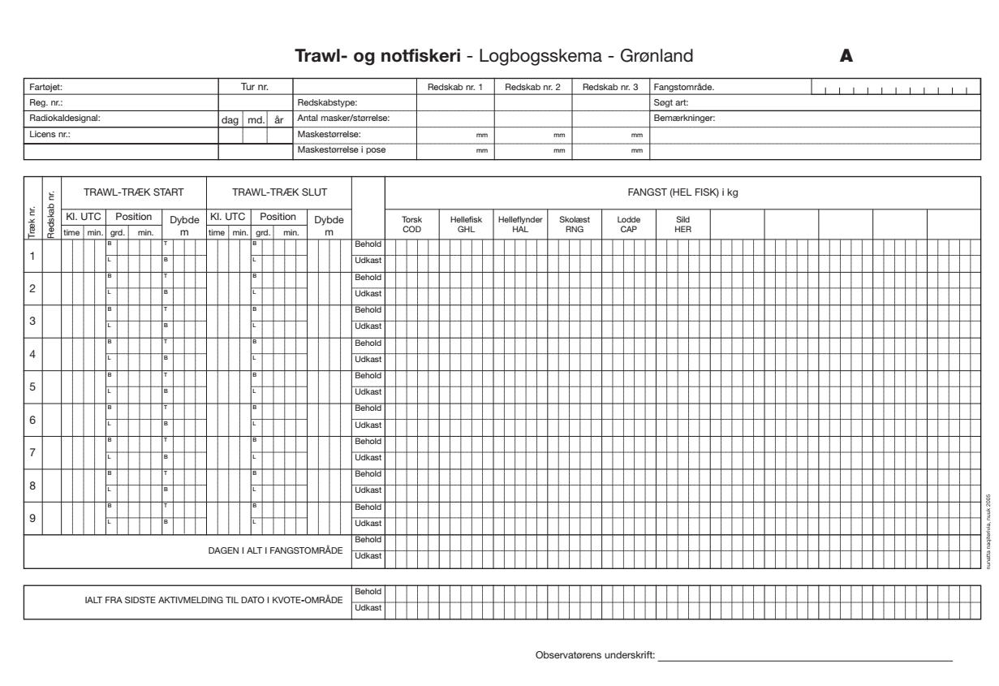 Trawl- og notfiskeri - Logbogsskema - Grønland A
Fartøjet: Tur nr. Redskab nr. 1 Redskab nr. 2 Redskab nr. 3 Fangstområde.
Reg. nr.: Redskabstype: Søgt art:
Radiokaldesignal: dag md. år Antal masker/størrelse: Bemærkninger:
Licens nr.: Maskestørrelse: mm mm mm
Maskestørrelse i pose mm mm mm
Træk nr. Redskab nr. TRAWL-TRÆK START TRAWL-TRÆK SLUT FANGST (HEL FISK) i kg
Kl. UTC Position Dybde Kl. UTC Position Dybde Torsk Hellefisk Helleflynder Skolæst Lodde Sild
time min. grd. min. m time min. grd. min. m COD GHL HAL RNG CAP HER
1 B T B Behold
L B L Udkast
2 B T B Behold
L B L Udkast
3 B T B Behold
L B L Udkast
4 B T B Behold
L B L Udkast
5 B T B Behold
L B L Udkast
6 B T B Behold
L B L Udkast
7 B T B Behold
L B L Udkast
8 B T B Behold
L B L Udkast
9 B T B Behold
L B L Udkast
DAGEN I ALT I FANGSTOMRÅDE Behold
Udkast
IALT FRA SIDSTE AKTIVMELDING TIL DATO I KVOTE-OMRÅDE Behold
Udkast
Observatørens underskrift:
nunatta naqiterivia, nuuk 2005